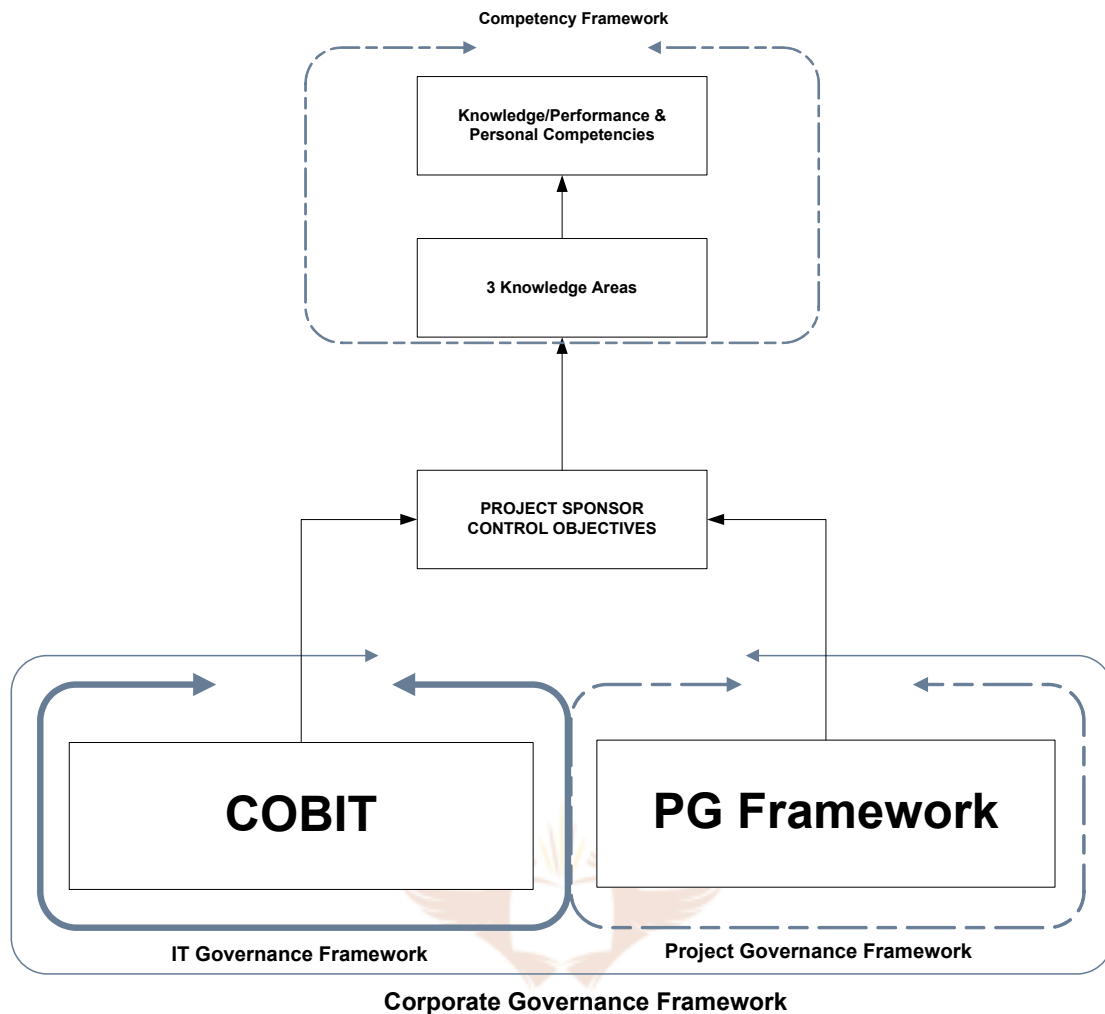 Competency Framework
Knowledge/Performance &
Personal Competencies
3 Knowledge Areas
PROJECT SPONSOR
CONTROL OBJECTIVES
COBIT
PG Framework
IT Governance Framework
Project Governance Framework
Corporate Governance Framework